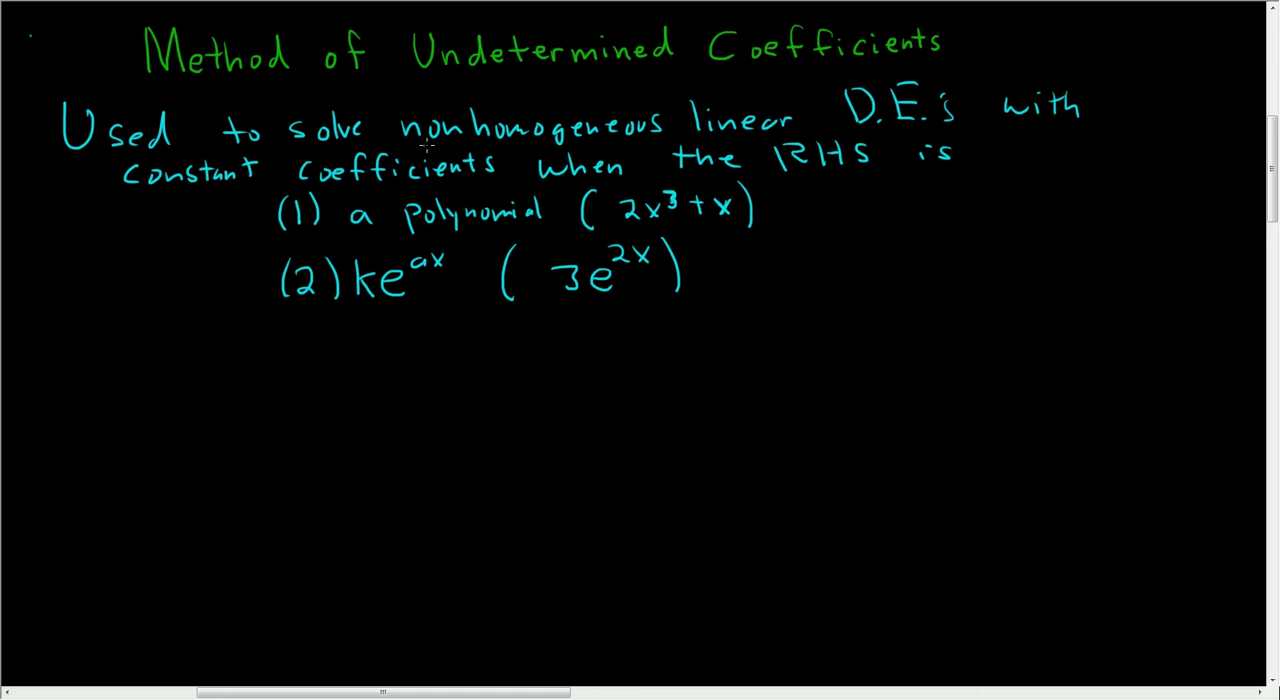 Method of Undetermined Coefficients
Used to solve nonhomogeneous linear D.E.'s with
constant coefficients when the RHS is
(1) a polynomial (2x³+x)
(2) ke^{ax} (3e^{2x})